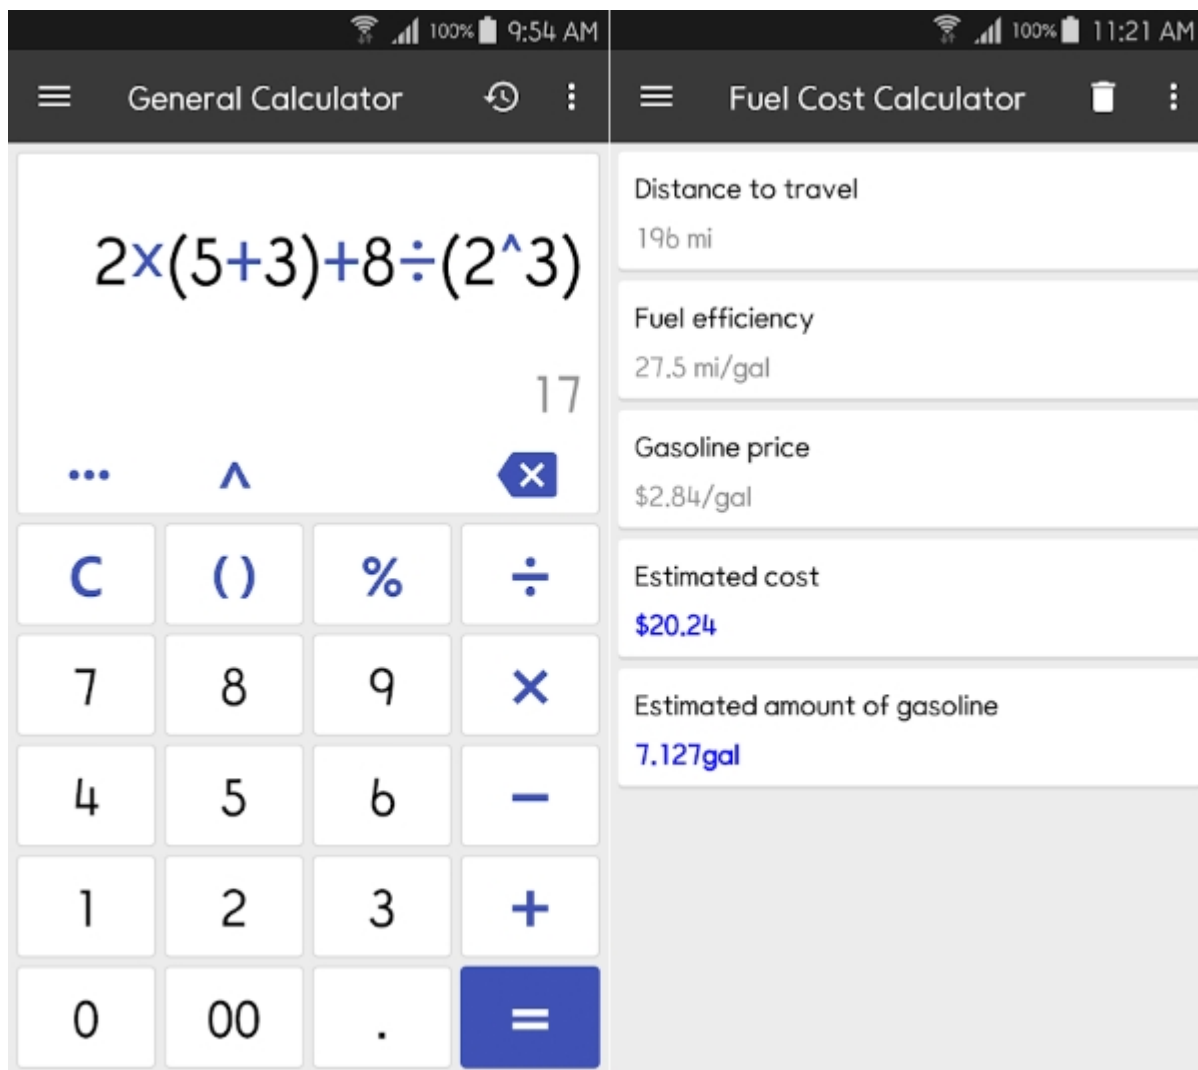 100% 9:54 AM
General Calculator
2×(5+3)+8÷(2^3)
17
... ^
C () % ÷
7 8 9 ×
4 5 6 −
1 2 3 +
0 00 . =
100% 11:21 AM
Fuel Cost Calculator
Distance to travel
196 mi
Fuel efficiency
27.5 mi/gal
Gasoline price
$2.84/gal
Estimated cost
$20.24
Estimated amount of gasoline
7.127gal